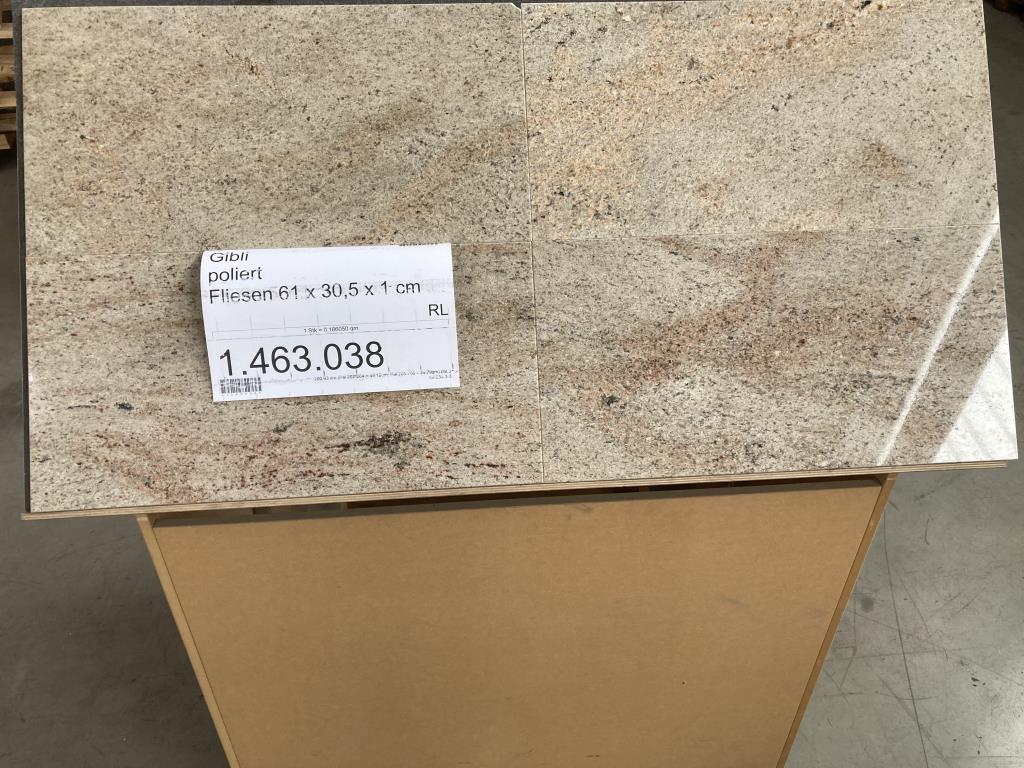 Gibli
poliert
Fliesen 61 x 30,5 x 1 cm
RL
1 Stk = 0.186050 qm
1.463.038